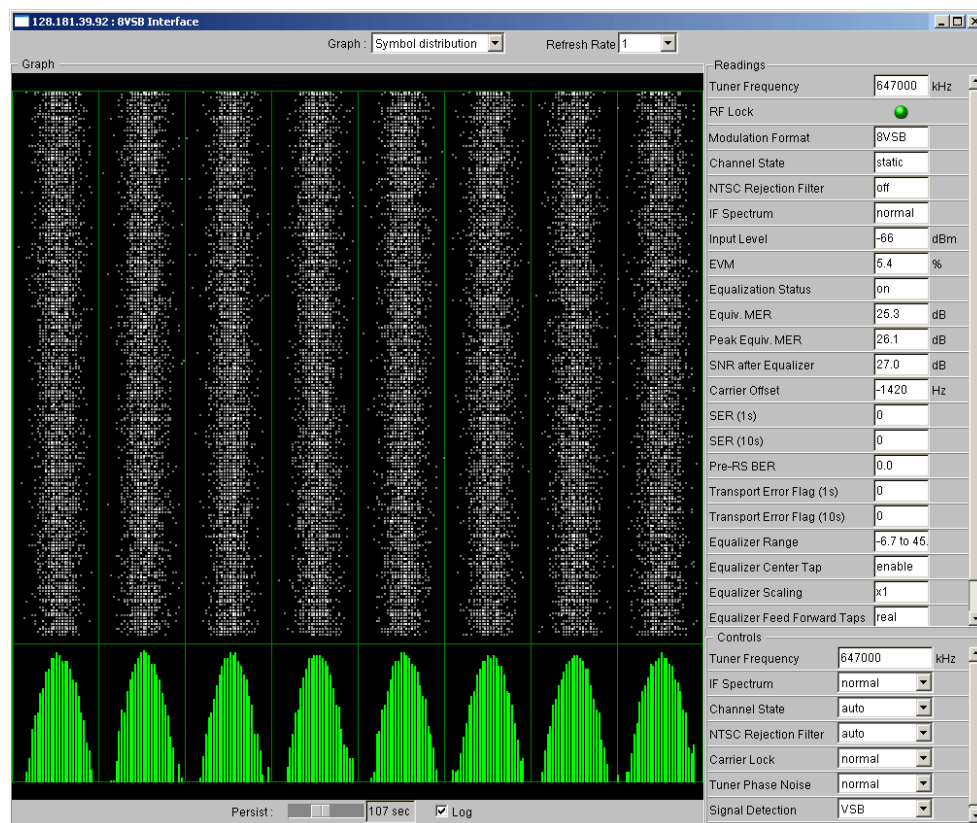 128.181.39.92 : 8VSB Interface
Graph : Symbol distribution Refresh Rate 1
Graph
Readings
Tuner Frequency 647000 kHz
RF Lock
Modulation Format 8VSB
Channel State static
NTSC Rejection Filter off
IF Spectrum normal
Input Level -66 dBm
EVM 5.4 %
Equalization Status on
Equiv. MER 25.3 dB
Peak Equiv. MER 26.1 dB
SNR after Equalizer 27.0 dB
Carrier Offset -1420 Hz
SER (1s) 0
SER (10s) 0
Pre-RS BER 0.0
Transport Error Flag (1s) 0
Transport Error Flag (10s) 0
Equalizer Range -6.7 to 45.
Equalizer Center Tap enable
Equalizer Scaling x1
Equalizer Feed Forward Taps real
Controls
Tuner Frequency 647000 kHz
IF Spectrum normal
Channel State auto
NTSC Rejection Filter auto
Carrier Lock normal
Tuner Phase Noise normal
Signal Detection VSB
Persist : 107 sec Log